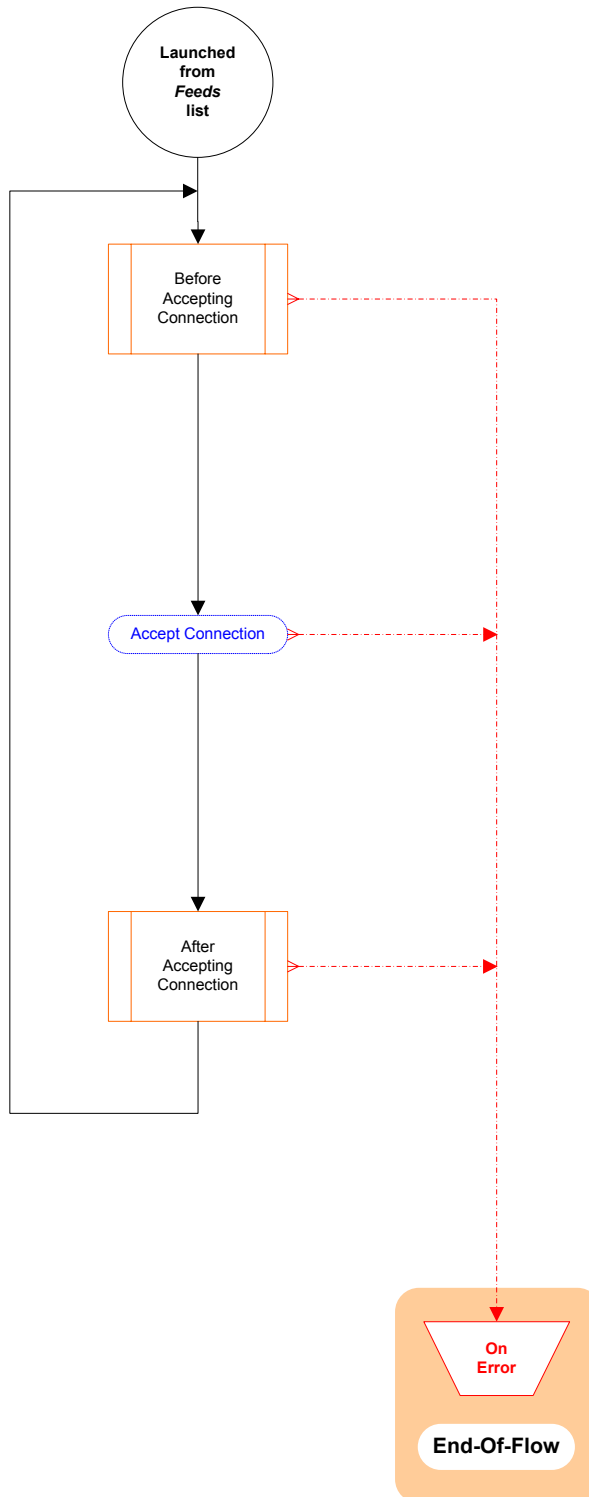 Launched
from
Feeds
list
Before
Accepting
Connection
Accept Connection
After
Accepting
Connection
On
Error
End-Of-Flow